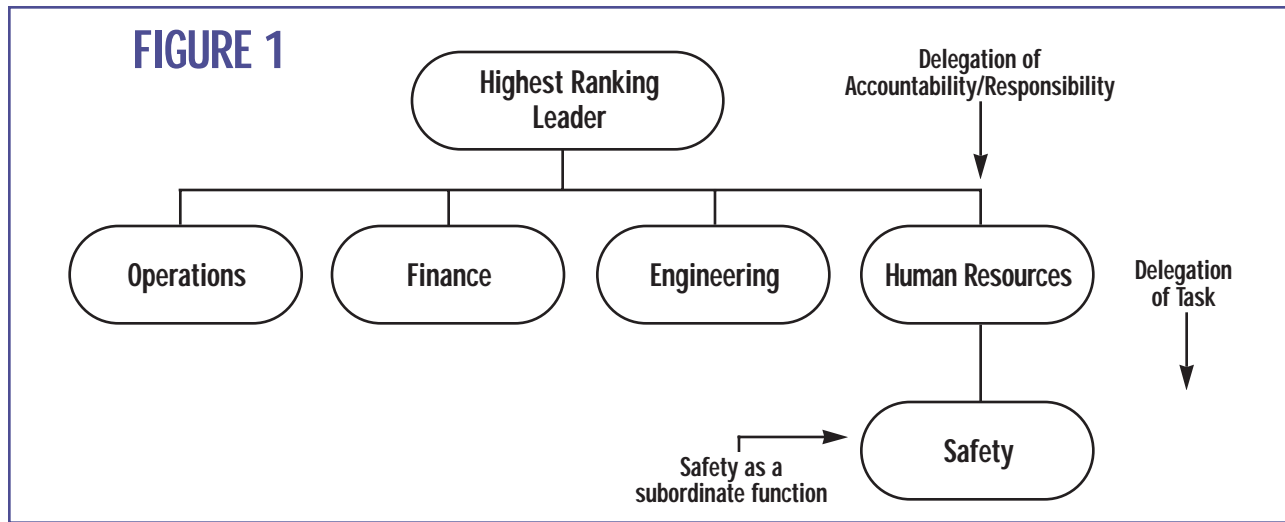 FIGURE 1
Highest Ranking
Leader
Delegation of
Accountability/Responsibility
Operations
Finance
Engineering
Human Resources
Delegation
of Task
Safety as a
subordinate function
Safety